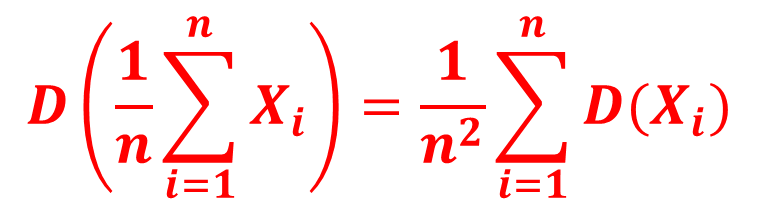 D(1/n ∑_{i=1}^{n} X_i) = 1/n² ∑_{i=1}^{n} D(X_i)